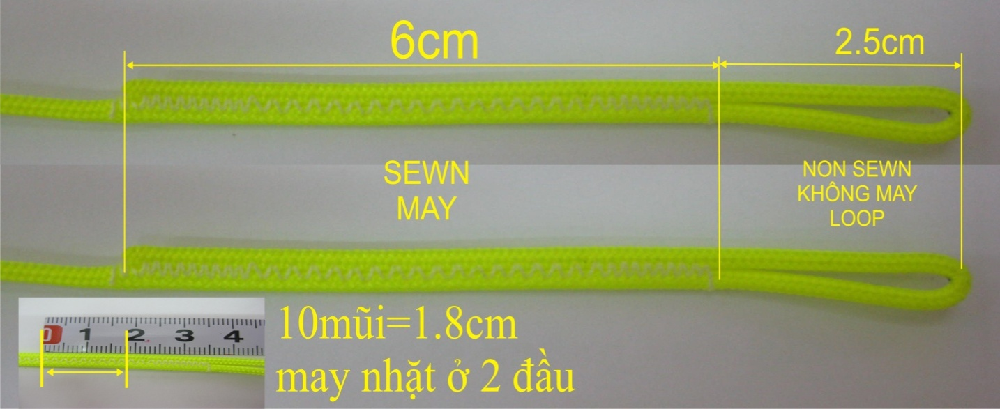 6cm
2.5cm
SEWN
MAY
NON SEWN
KHÔNG MAY
LOOP
0 1 2 3 4
10mũi=1.8cm
may nhặt ở 2 đầu